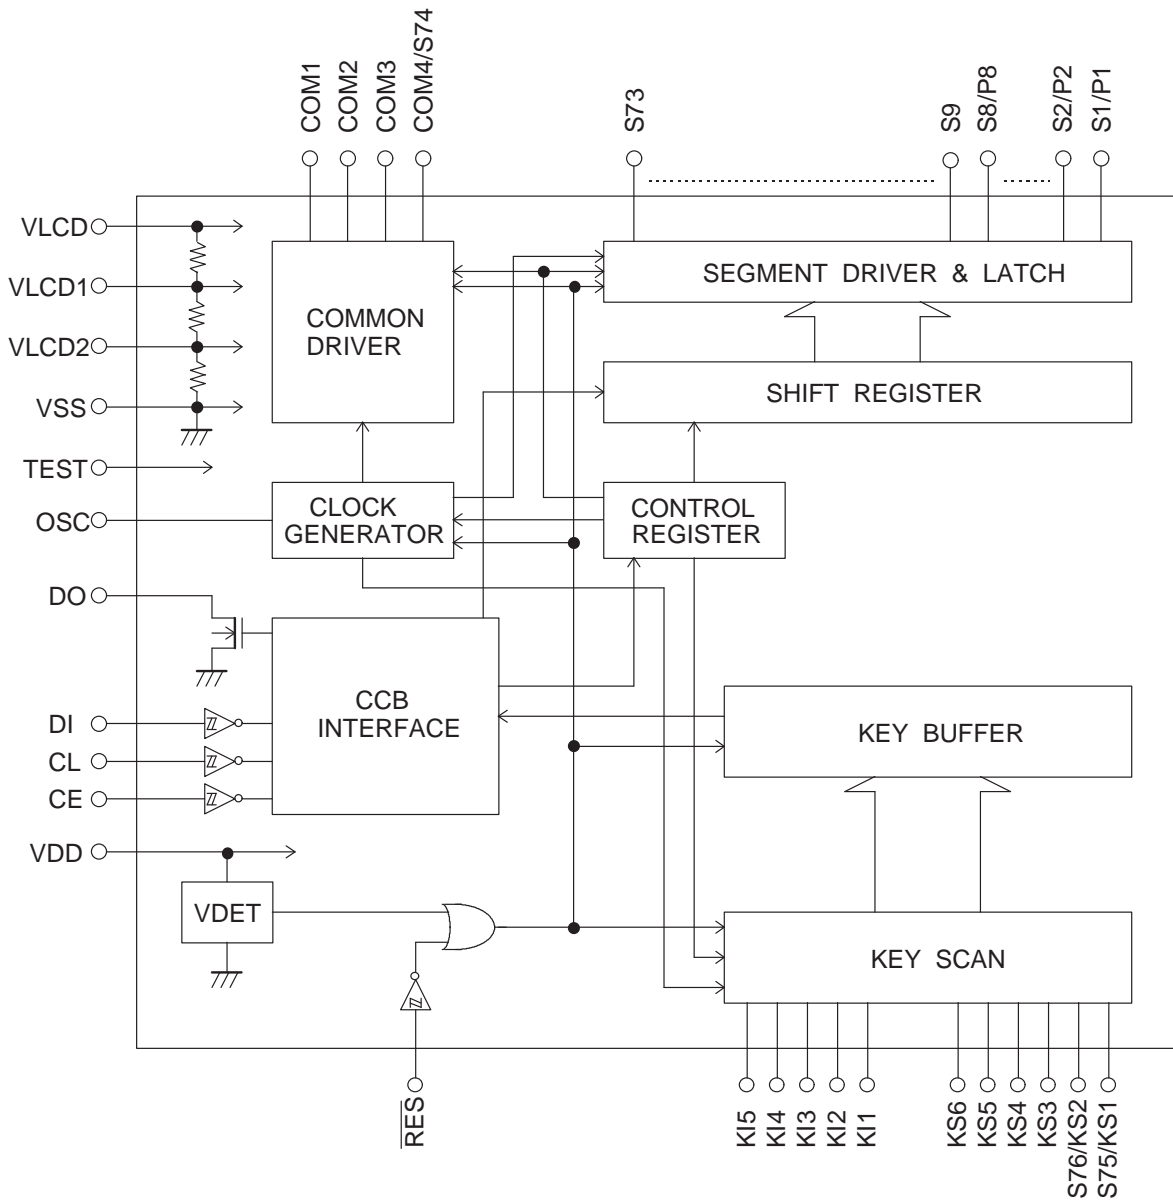 COM1
COM2
COM3
COM4/S74
S73
S9
S8/P8
S2/P2
S1/P1
VLCD
VLCD1
VLCD2
VSS
TEST
OSC
DO
DI
CL
CE
VDD
COMMON
DRIVER
SEGMENT DRIVER & LATCH
SHIFT REGISTER
CLOCK
GENERATOR
CONTROL
REGISTER
CCB
INTERFACE
KEY BUFFER
VDET
KEY SCAN
RES
KI5
KI4
KI3
KI2
KI1
KS6
KS5
KS4
KS3
S76/KS2
S75/KS1